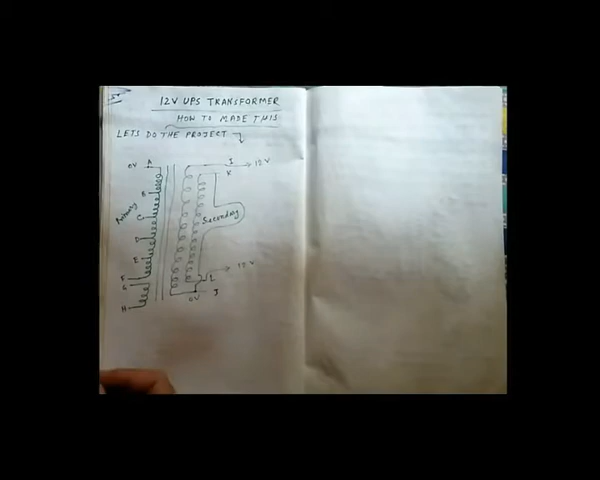 12V UPS TRANSFORMER
HOW TO MADE THIS
LETS DO THE PROJECT
0V A
I 12V
K
B
Primary
C
Secondary
D
E
F
12V
L
G
0V J
H